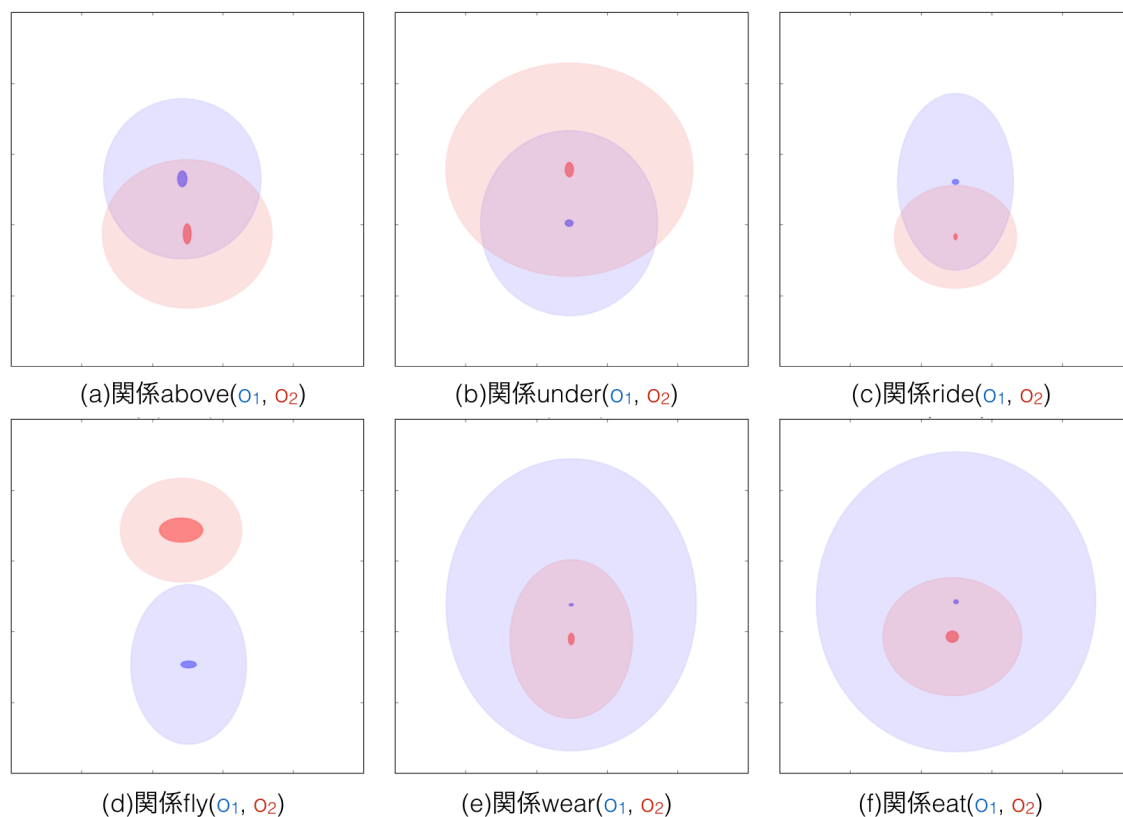 (a)関係above(o₁, o₂)
(b)関係under(o₁, o₂)
(c)関係ride(o₁, o₂)
(d)関係fly(o₁, o₂)
(e)関係wear(o₁, o₂)
(f)関係eat(o₁, o₂)